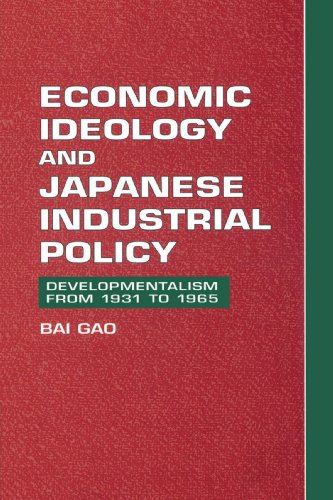 ECONOMIC
IDEOLOGY
AND
JAPANESE
INDUSTRIAL
POLICY
DEVELOPMENTALISM
FROM 1931 TO 1965
BAI GAO